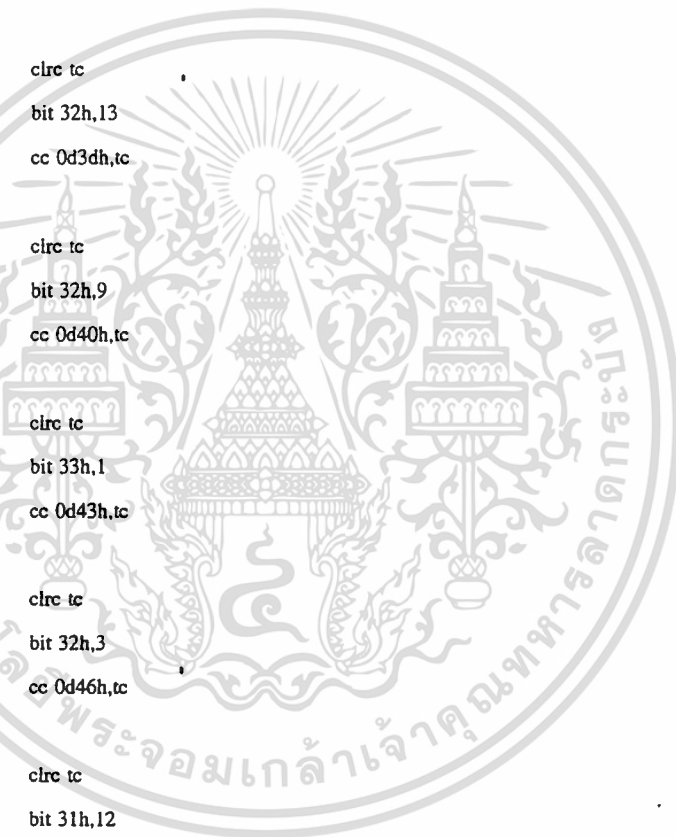 clrc tc
bit 32h,13
cc 0d3dh,tc
clrc tc
bit 32h,9
cc 0d40h,tc
clrc tc
bit 33h,1
cc 0d43h,tc
clrc tc
bit 32h,3
cc 0d46h,tc
clrc tc
bit 31h,12
พระจอมเกล้าเจ้าคุณทหารลาดกระบัง